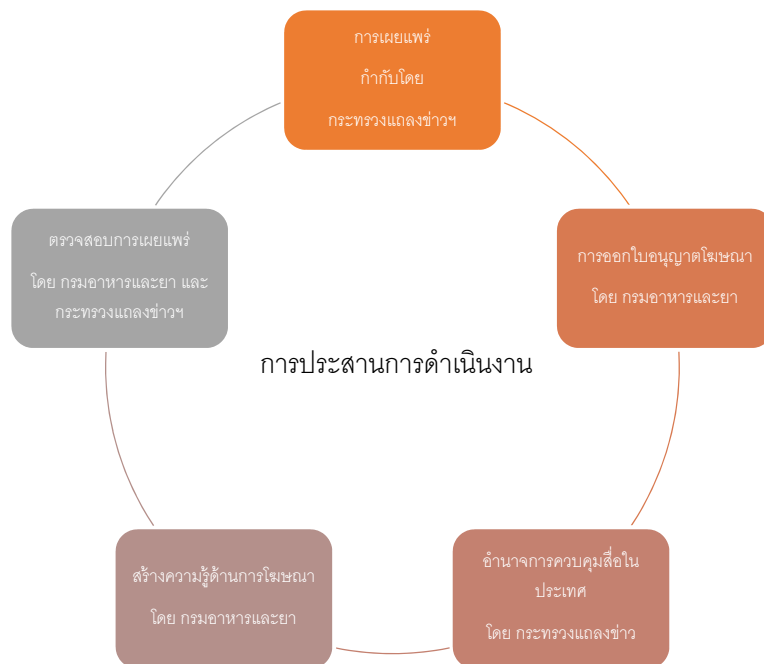 การเผยแพร่
กำกับโดย
กระทรวงแถลงข่าวฯ
การออกใบอนุญาตโฆษณา
โดย กรมอาหารและยา
อำนาจการควบคุมสื่อใน
ประเทศ
โดย กระทรวงแถลงข่าว
สร้างความรู้ด้านการโฆษณา
โดย กรมอาหารและยา
ตรวจสอบการเผยแพร่
โดย กรมอาหารและยา และ
กระทรวงแถลงข่าวฯ
การประสานการดำเนินงาน